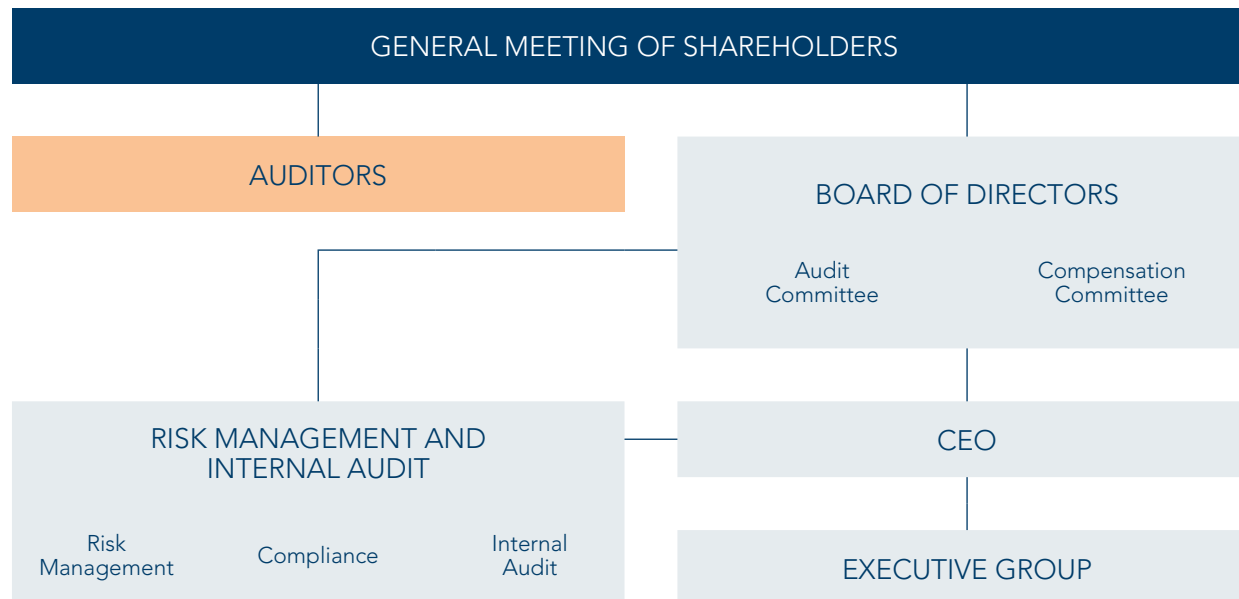 GENERAL MEETING OF SHAREHOLDERS
AUDITORS
BOARD OF DIRECTORS
Audit
Committee
Compensation
Committee
RISK MANAGEMENT AND
INTERNAL AUDIT
Risk
Management
Compliance
Internal
Audit
CEO
EXECUTIVE GROUP